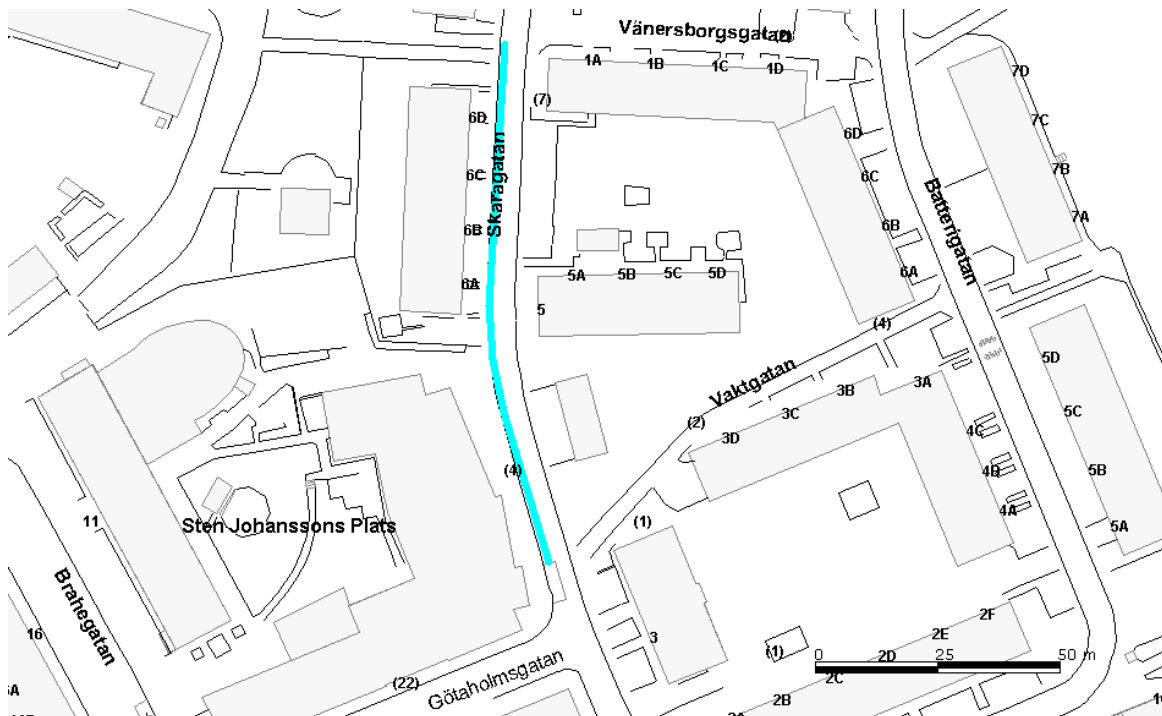 Vänersborgsgatan
(2)
1A
1B
1C
1D
7D
6D
(7)
7C
6D
Skaragatan
6C
6C
7B
Batterigatan
6B
6B
7A
6A
5A
5B
5C
5D
6A
5
(4)
5D
Vaktgatan
3A
3B
3C
5C
(2)
3D
4C
(4)
4B
5B
11
Sten Johanssons Plats
(1)
4A
5A
Brahegatan
16
3
2F
2E
(1)
2D
0
25
50 m
2C
Götaholmsgatan
(22)
2B
2A